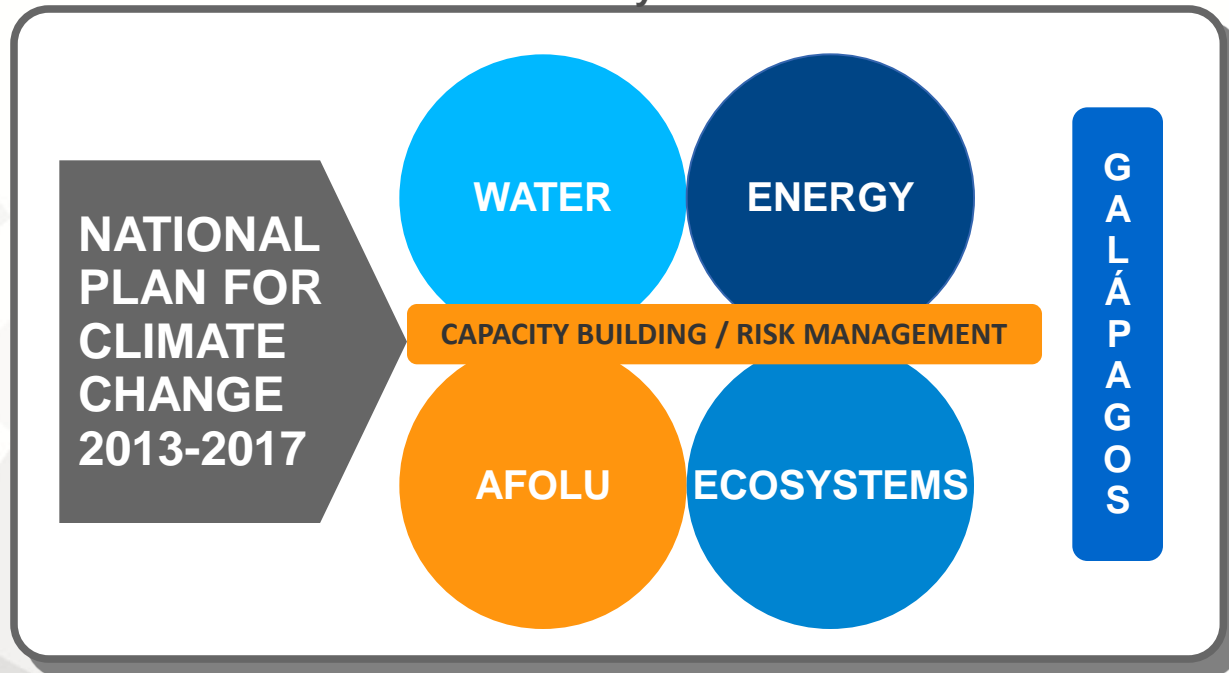 NATIONAL
PLAN FOR
CLIMATE
CHANGE
2013-2017
WATER
ENERGY
CAPACITY BUILDING / RISK MANAGEMENT
AFOLU
ECOSYSTEMS
G
A
L
Á
P
A
G
O
S